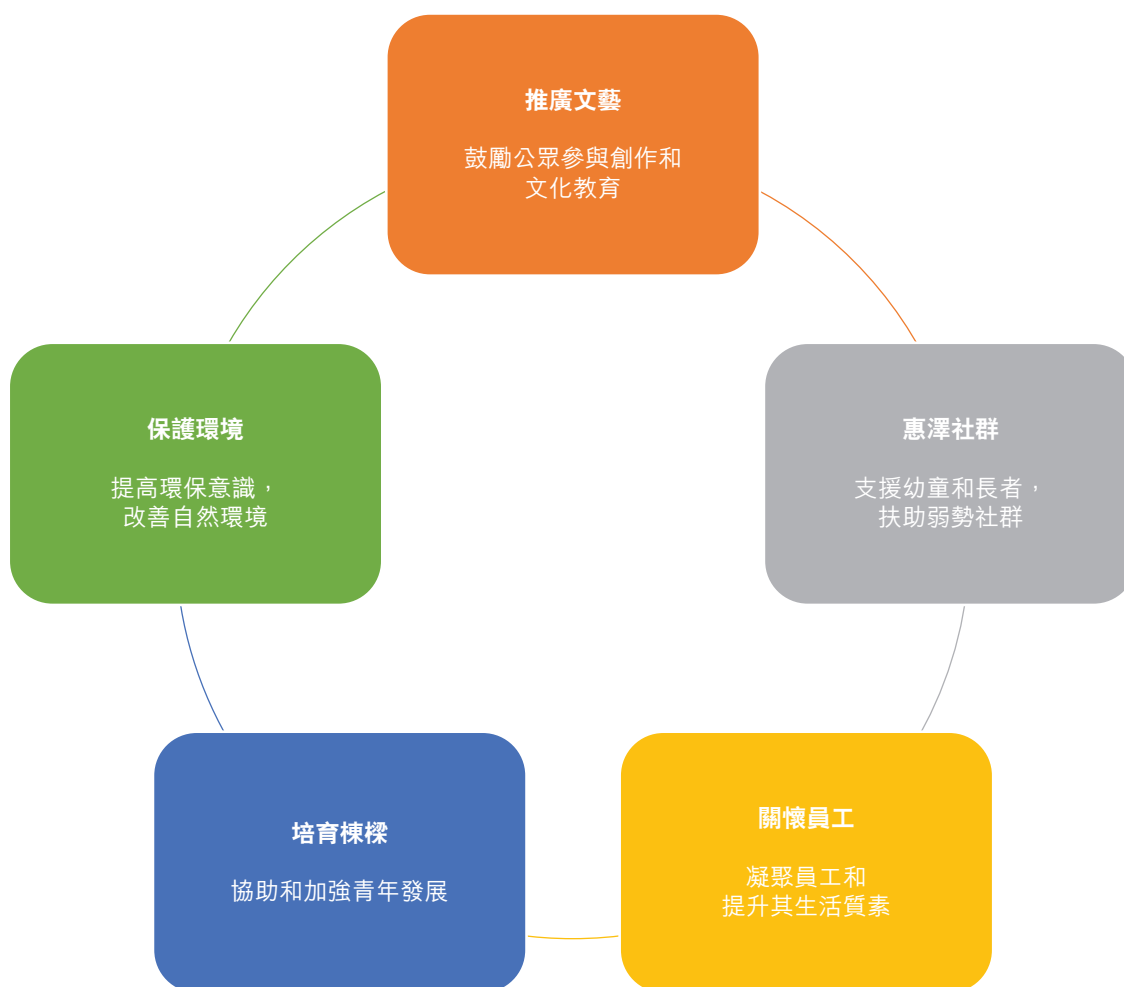 推廣文藝
鼓勵公眾參與創作和
文化教育
保護環境
提高環保意識，
改善自然環境
惠澤社群
支援幼童和長者，
扶助弱勢社群
培育棟樑
協助和加強青年發展
關懷員工
凝聚員工和
提升其生活質素